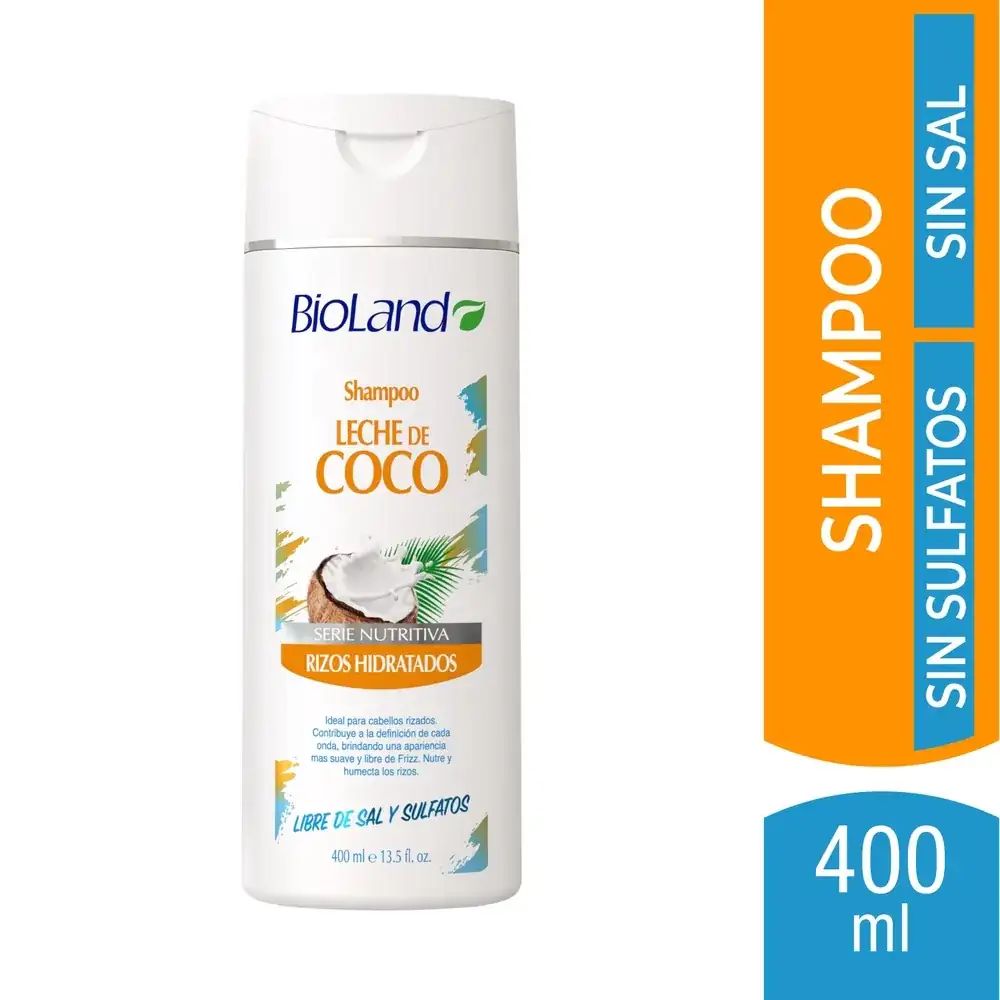 BioLand
Shampoo
LECHE DE
COCO
SERIE NUTRITIVA
RIZOS HIDRATADOS
Ideal para cabellos rizados.
Contribuye a la definición de cada
onda, brindando una apariencia
mas suave y libre de Frizz. Nutre y
humecta los rizos.
LIBRE DE SAL Y SULFATOS
400 ml e 13.5 fl. oz.
SHAMPOO
SIN SAL
SIN SULFATOS
400
ml